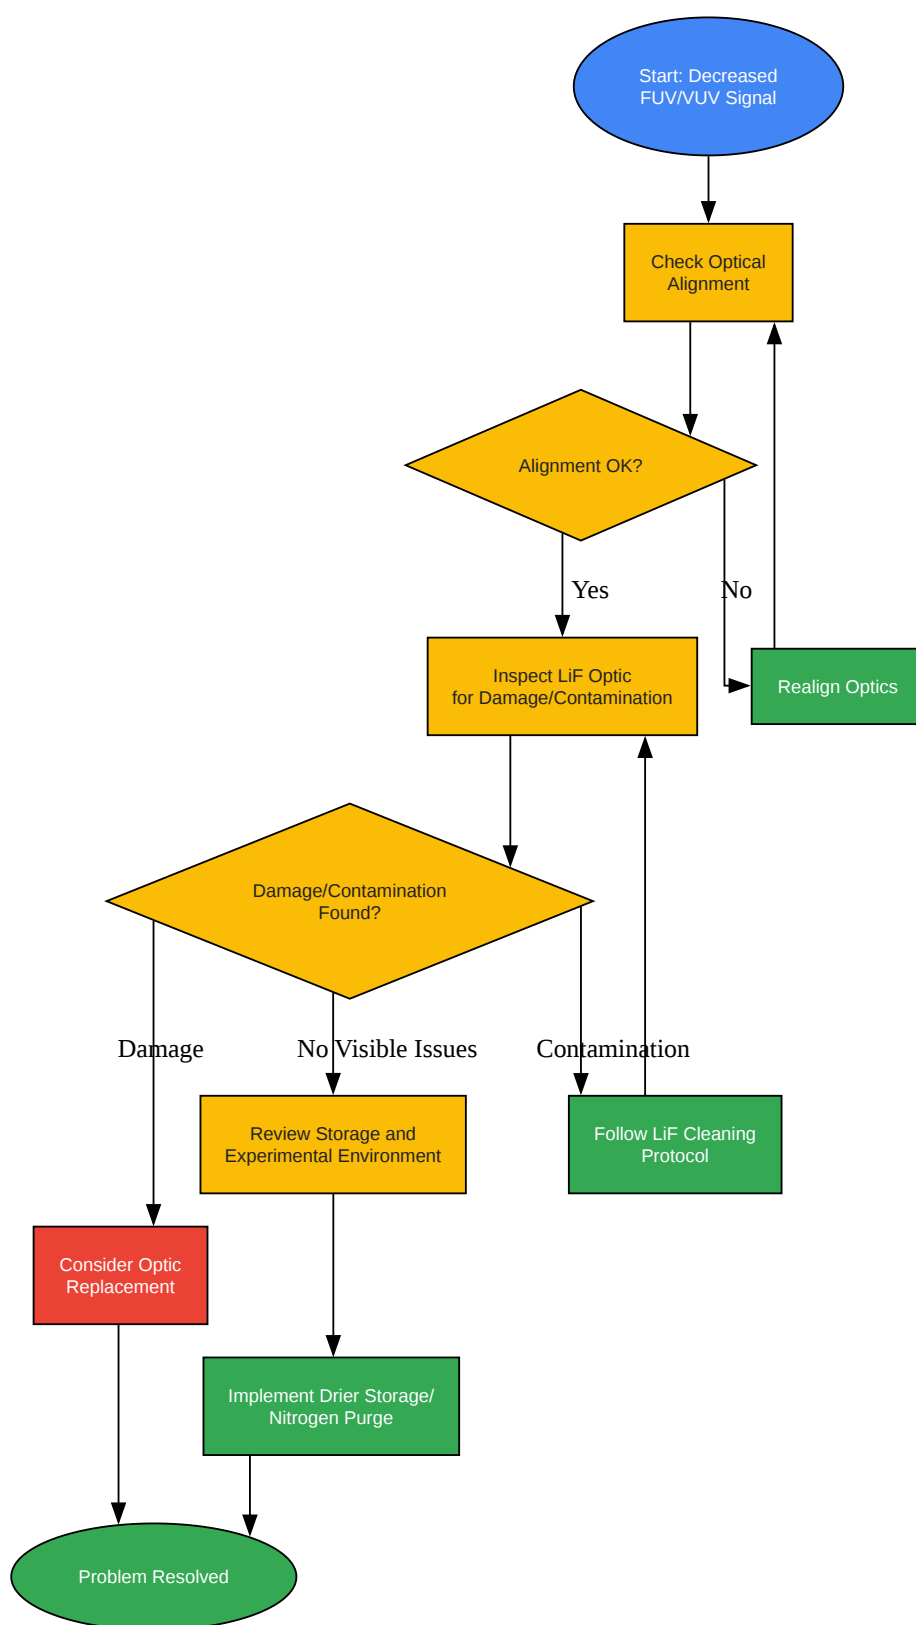 Start: Decreased
FUV/VUV Signal
Check Optical
Alignment
Alignment OK?
Yes
No
Inspect LiF Optic
for Damage/Contamination
Realign Optics
Damage/Contamination
Found?
Damage
No Visible Issues
Contamination
Review Storage and
Experimental Environment
Follow LiF Cleaning
Protocol
Consider Optic
Replacement
Implement Drier Storage/
Nitrogen Purge
Problem Resolved